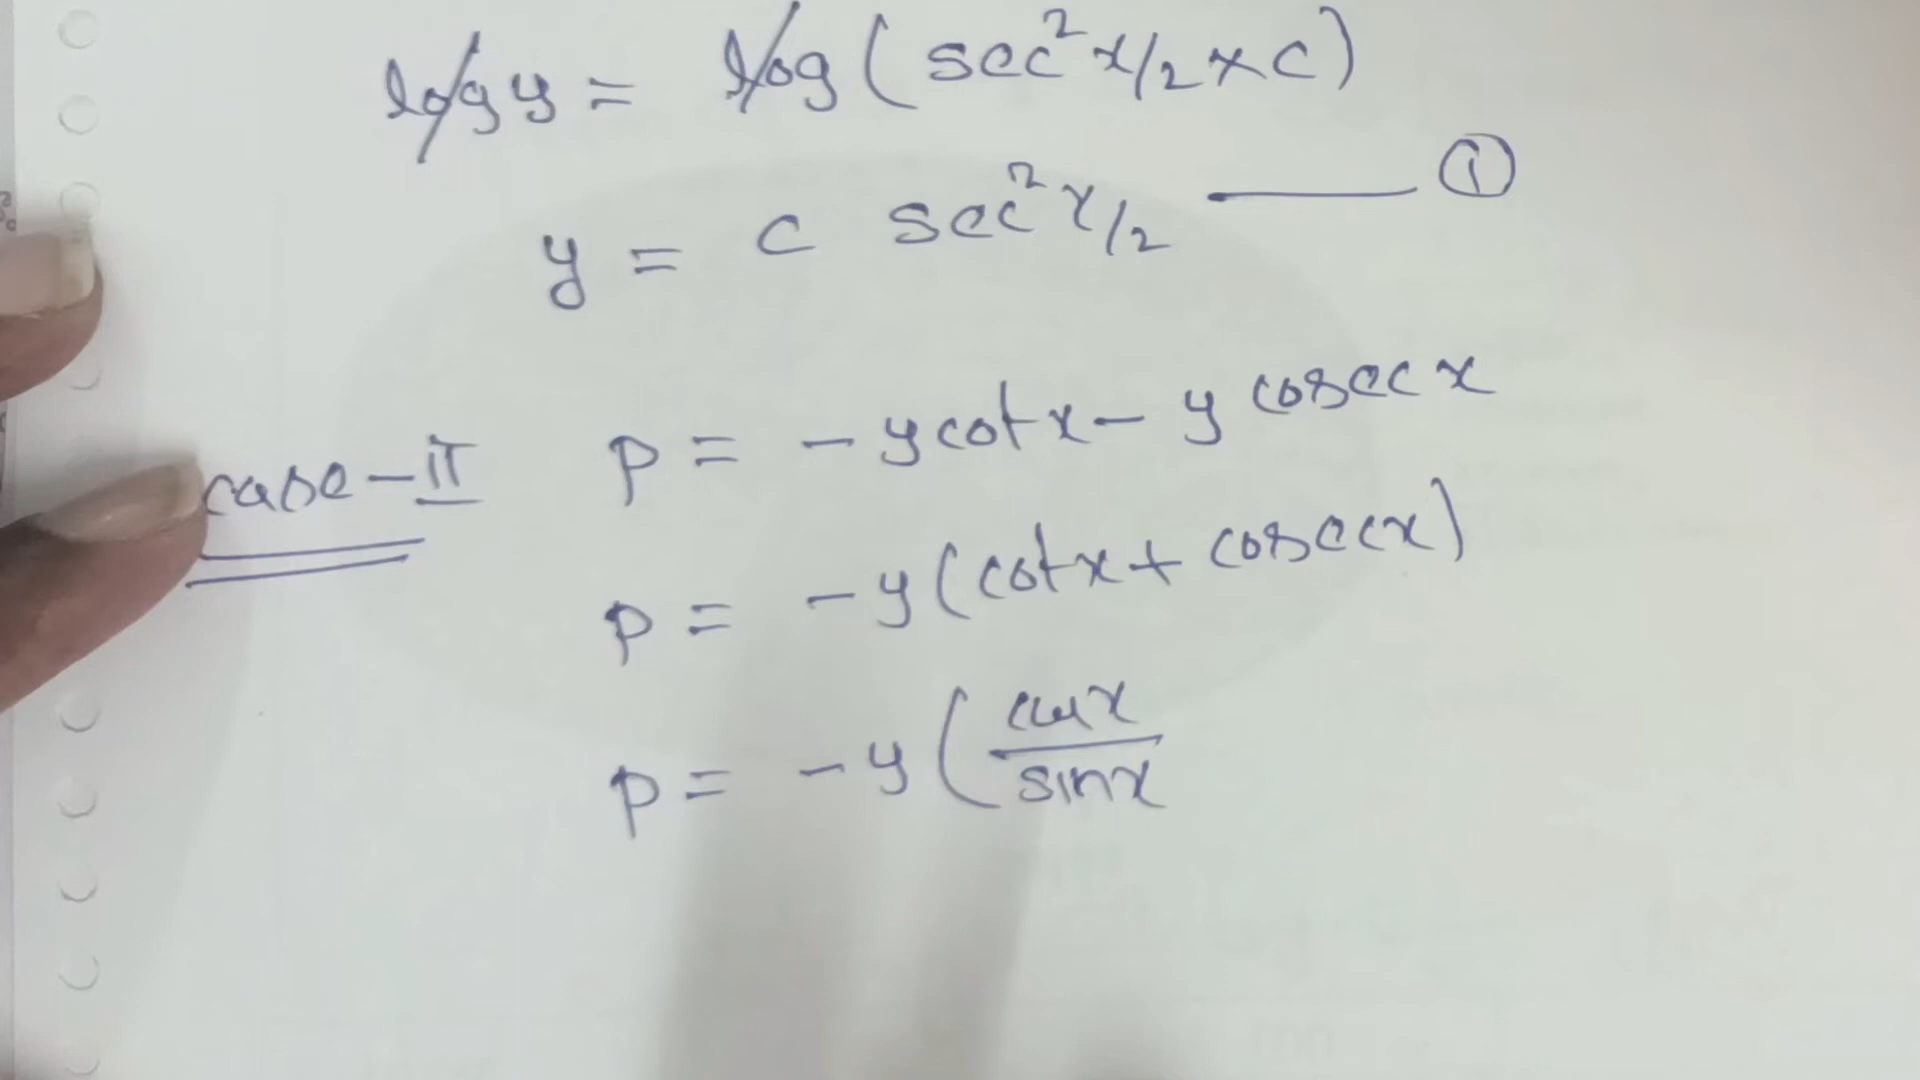 log y = log ( sec² x/2 × c )
y = c sec² x/2 —— ①
case - II p = - y cot x - y cosec x
p = - y ( cot x + cosec x )
p = - y ( cos x / sin x